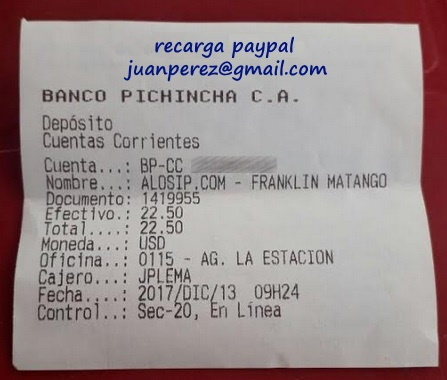 recarga paypal
juanperez@gmail.com
BANCO PICHINCHA C.A.
Depósito
Cuentas Corrientes
Cuenta...: BP-CC
Nombre...: ALOSIP.COM - FRANKLIN MATANGO
Documento: 1419955
Efectivo.: 22.50
Total....: 22.50
Moneda...: USD
Oficina..: 0115 - AG. LA ESTACION
Cajero...: JPLEMA
Fecha....: 2017/DIC/13 09H24
Control..: Sec-20, En Línea